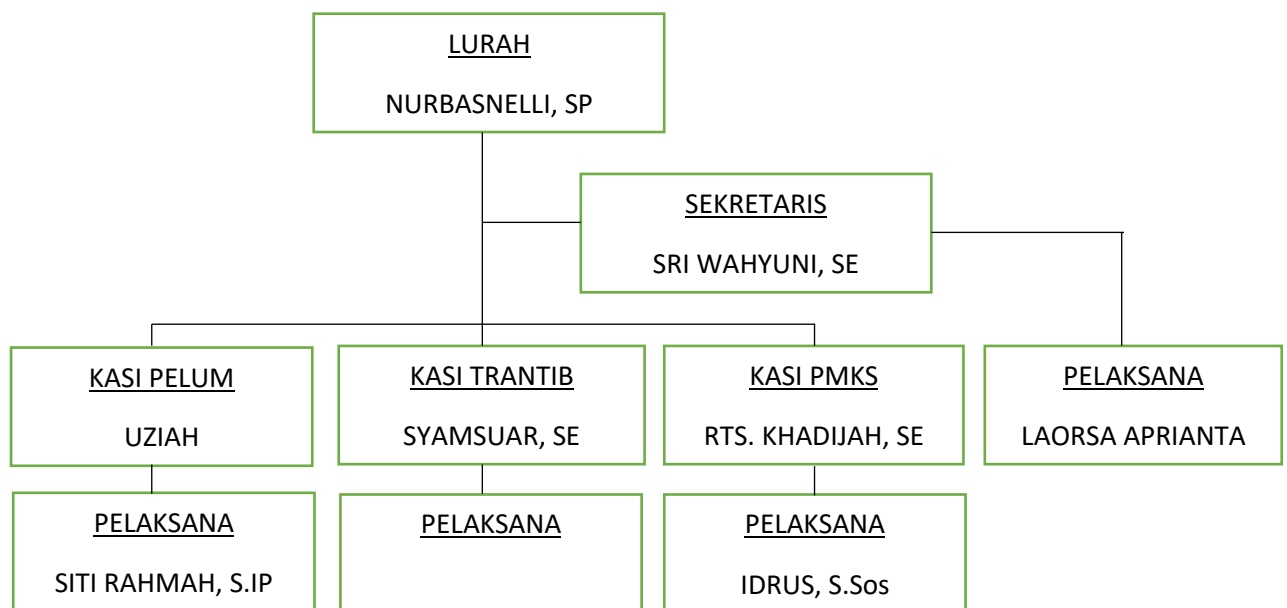 LURAH
NURBASNELLI, SP
SEKRETARIS
SRI WAHYUNI, SE
KASI PELUM
UZIAH
KASI TRANTIB
SYAMSUAR, SE
KASI PMKS
RTS. KHADIJAH, SE
PELAKSANA
LAORSA APRIANTA
PELAKSANA
SITI RAHMAH, S.IP
PELAKSANA
PELAKSANA
IDRUS, S.Sos